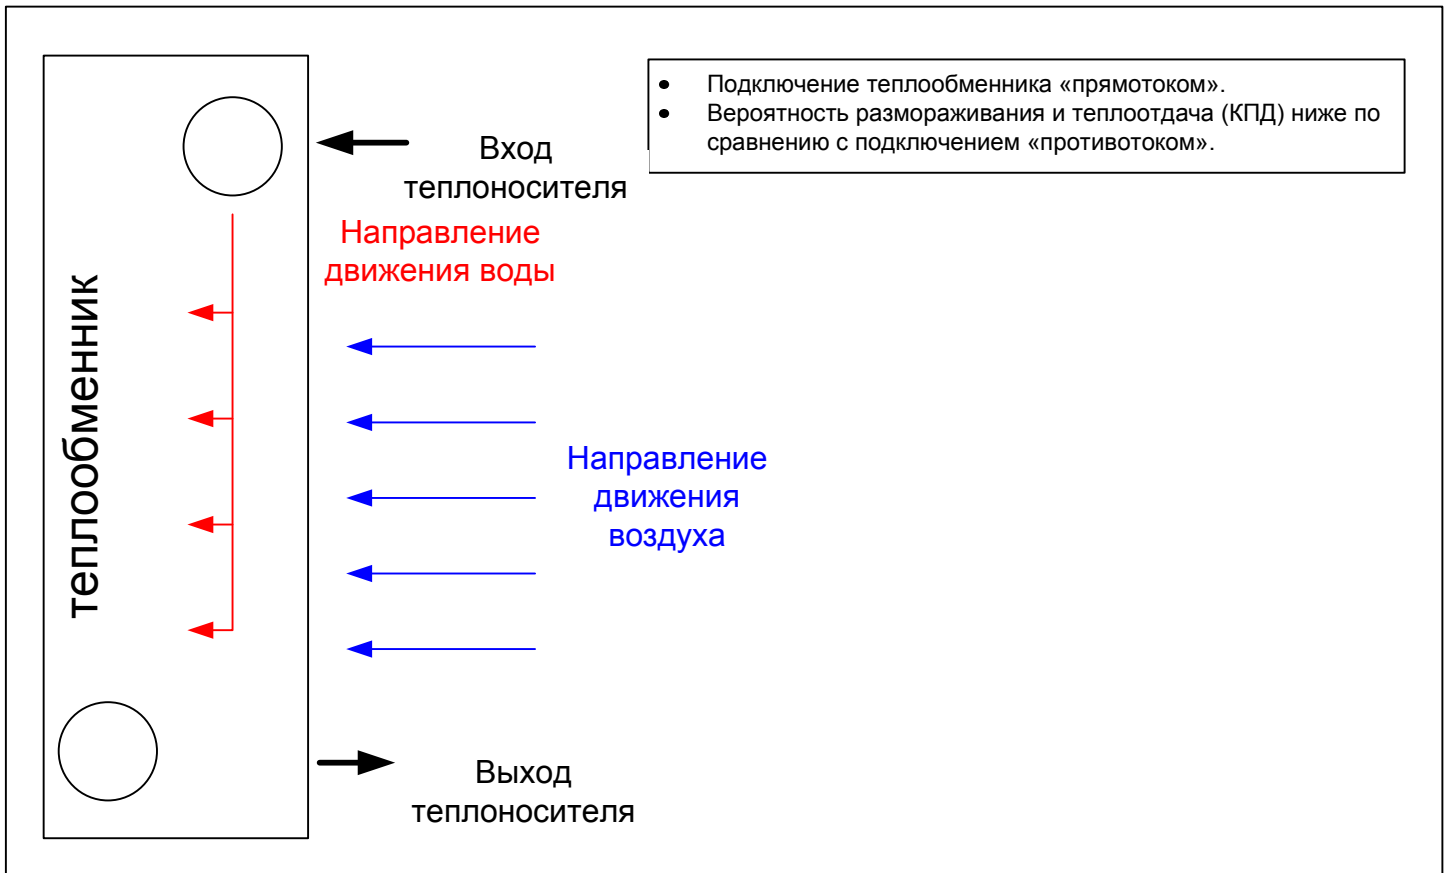 • Подключение теплообменника «прямотоком».
• Вероятность размораживания и теплоотдача (КПД) ниже по
сравнению с подключением «противотоком».
Вход
теплоносителя
Направление
движения воды
теплообменник
Направление
движения
воздуха
Выход
теплоносителя